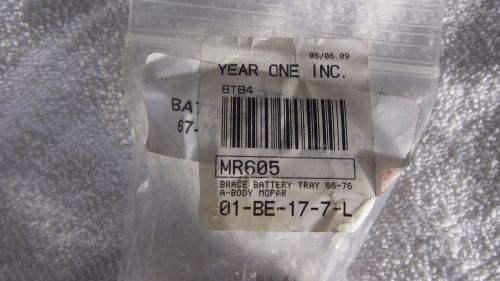 06/06.09
YEAR ONE INC.
BTB4
BAT
67-
MR605
BRACE BATTERY TRAY 66-76
A-BODY MOPAR
01-BE-17-7-L